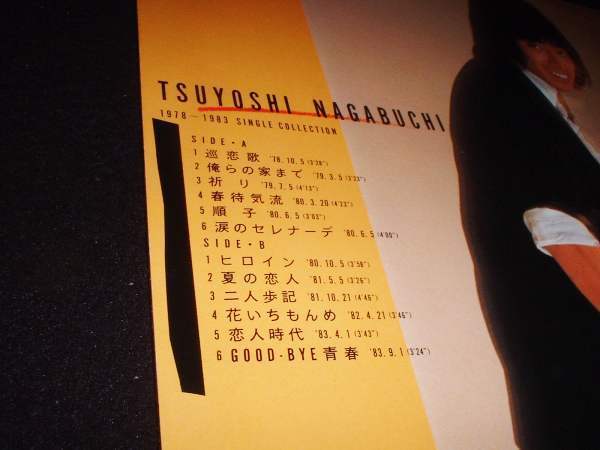 TSUYOSHI NAGABUCHI
1978-1983 SINGLE COLLECTION
SIDE・A
1 巡恋歌 '78.10.5(3'28")
2 俺らの家まで '79.3.5(3'23")
3 祈り '79.7.5(4'13")
4 春待気流 '80.3.20(4'22")
5 順子 '80.6.5(3'03")
6 涙のセレナーデ '80.6.5(4'00")
SIDE・B
1 ヒロイン '80.10.5(3'58")
2 夏の恋人 '81.5.5(3'26")
3 二人歩記 '81.10.21(4'46")
4 花いちもんめ '82.4.21(3'46")
5 恋人時代 '83.4.1(3'43")
6 GOOD-BYE青春 '83.9.1(3'24")